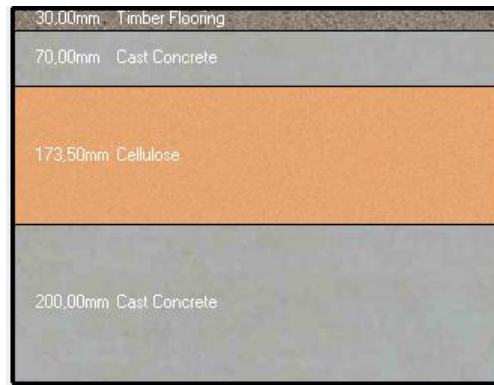 30,00mm Timber Flooring
70,00mm Cast Concrete
173,50mm Cellulose
200,00mm Cast Concrete